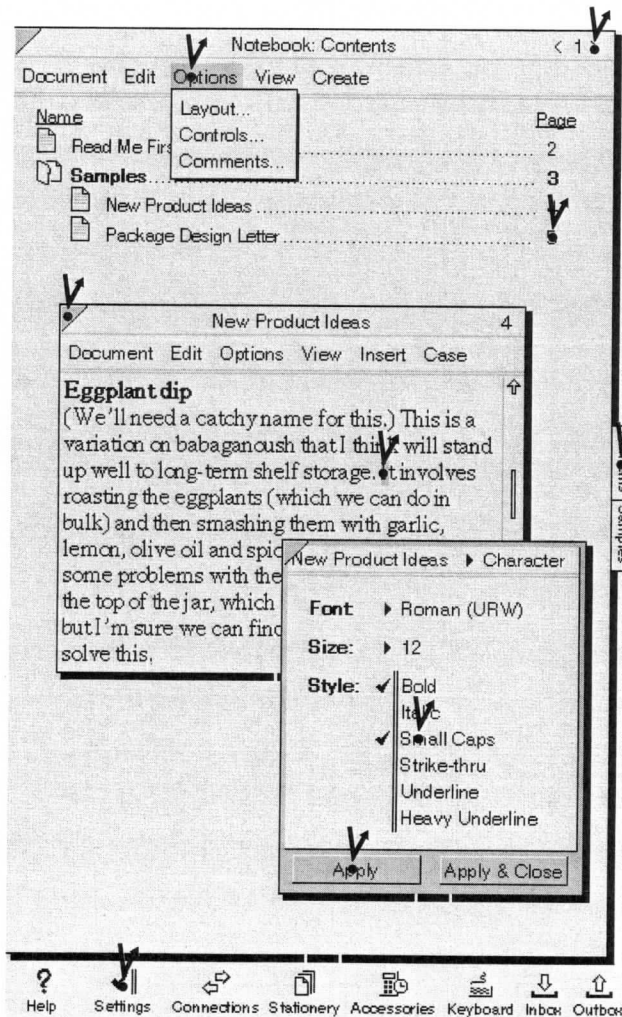 Notebook: Contents < 1
Document Edit Options View Create
Layout...
Controls...
Comments...
Name Page
Read Me Firs 2
Samples 3
New Product Ideas
Package Design Letter 5
New Product Ideas 4
Document Edit Options View Insert Case
Eggplant dip
(We'll need a catchy name for this.) This is a
variation on babaganoush that I think will stand
up well to long-term shelf storage. It involves
roasting the eggplants (which we can do in
bulk) and then smashing them with garlic,
lemon, olive oil and spic
some problems with the
the top of the jar, which
but I'm sure we can find
solve this.
New Product Ideas Character
Font: Roman (URW)
Size: 12
Style: Bold
Italic
Small Caps
Strike-thru
Underline
Heavy Underline
Apply Apply & Close
Samples
Help Settings Connections Stationery Accessories Keyboard Inbox Outbox